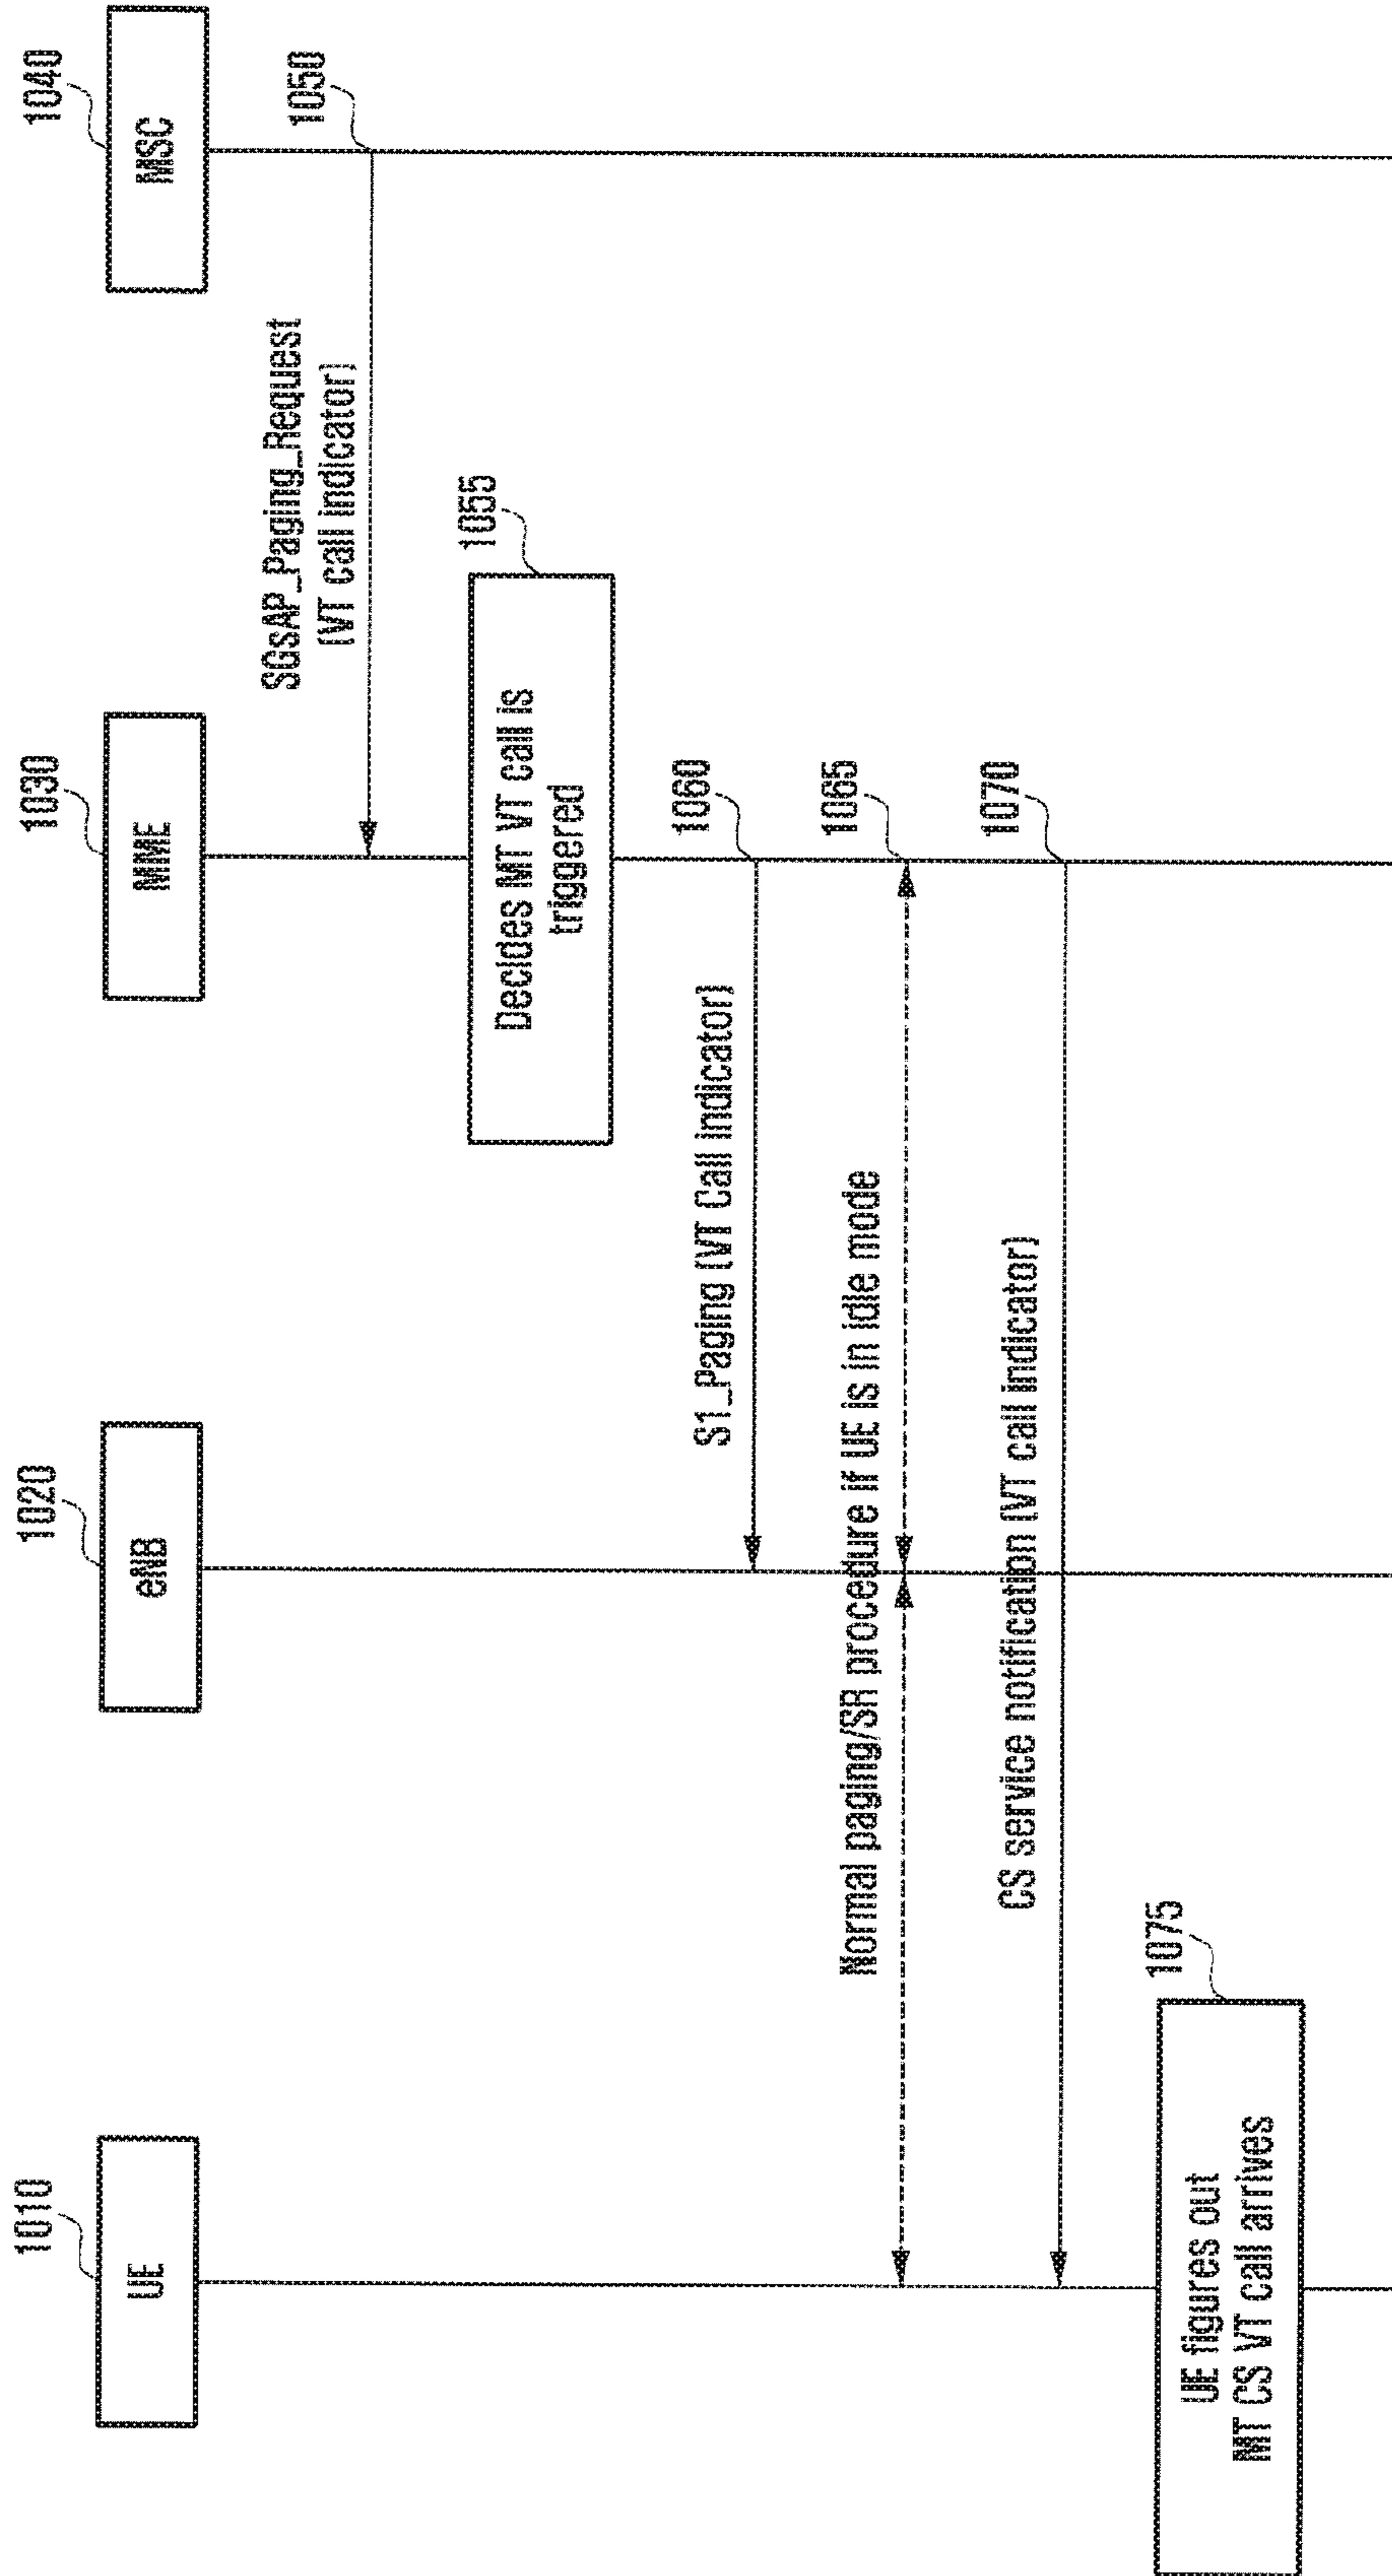 1010
UE
1020
eNB
1030
MME
1040
MSC
1050
SGsAP_Paging_Request
(VT call indicator)
1055
Decides MT VT call is
triggered
1060
S1_Paging (VT Call indicator)
1065
Normal paging/SR procedure if UE is in idle mode
1070
CS service notification (VT call indicator)
1075
UE figures out
MT CS VT call arrives